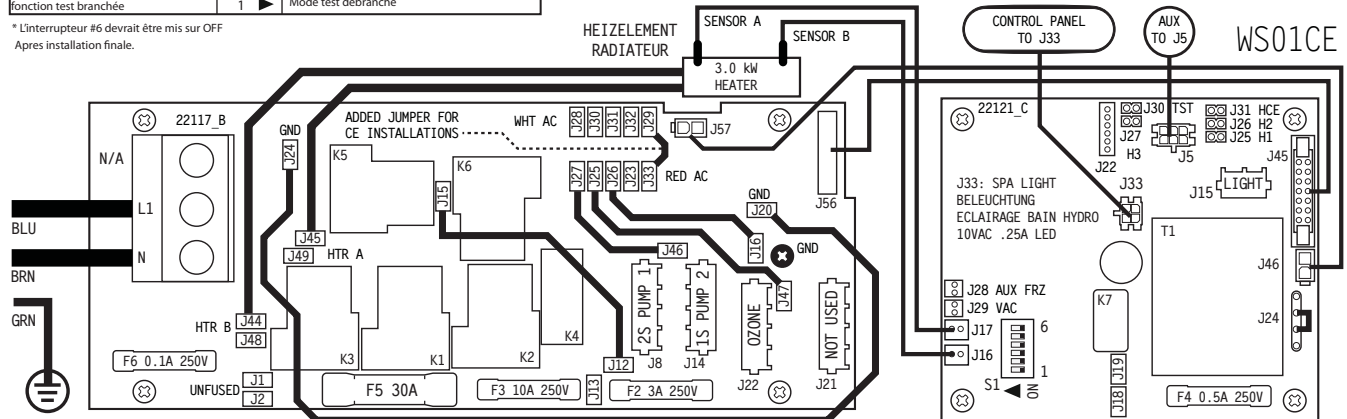 fonction test branchée 1 Mode test débranché
* L'interrupteur #6 devrait être mis sur OFF
Apres installation finale.
HEIZELEMENT
RADIATEUR
SENSOR A
SENSOR B
3.0 kW
HEATER
CONTROL PANEL
TO J33
AUX
TO J5
WS01CE
22117_B
GND
J24
ADDED JUMPER FOR
CE INSTALLATIONS
WHT AC
J28
J30
J31
J32
J29
J57
N/A
L1
N
BLU
BRN
GRN
K5
K6
J15
J27
J25
J26
J23
J33
RED AC
J56
GND
J20
J16
GND
J45
J49
HTR A
J46
J47
2S PUMP 1
J8
1S PUMP 2
J14
OZONE
J22
NOT USED
J21
HTR B
J44
J48
K3
K1
K2
K4
J12
F6 0.1A 250V
UNFUSED
J1
J2
F5 30A
F3 10A 250V
J13
F2 3A 250V
22121_C
J30 TST
J27
H3
J22
J5
J31 HCE
J26 H2
J25 H1
J45
J33: SPA LIGHT
BELEUCHTUNG
ECLAIRAGE BAIN HYDRO
10VAC .25A LED
J33
J15
LIGHT
T1
J46
J28 AUX FRZ
J29 VAC
J17
J16
6
1
S1
ON
K7
J24
J19
J18
F4 0.5A 250V